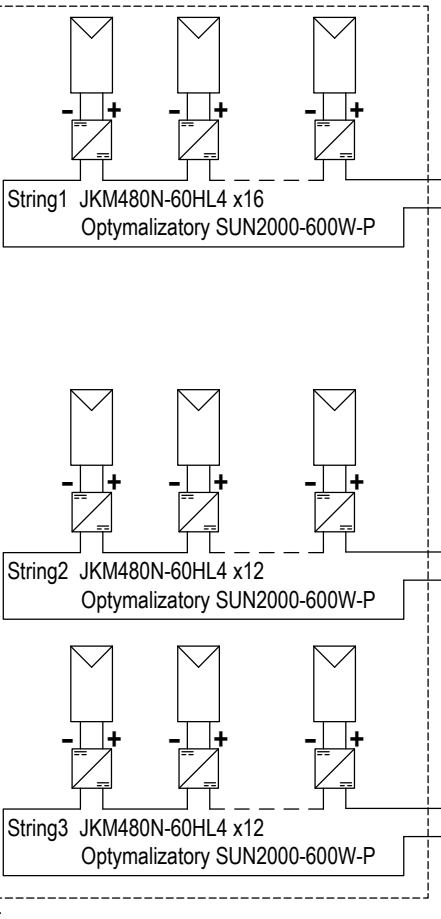 - +
- +
- +
String1 JKM480N-60HL4 x16
Optymalizatory SUN2000-600W-P
- +
- +
- +
String2 JKM480N-60HL4 x12
Optymalizatory SUN2000-600W-P
- +
- +
- +
String3 JKM480N-60HL4 x12
Optymalizatory SUN2000-600W-P